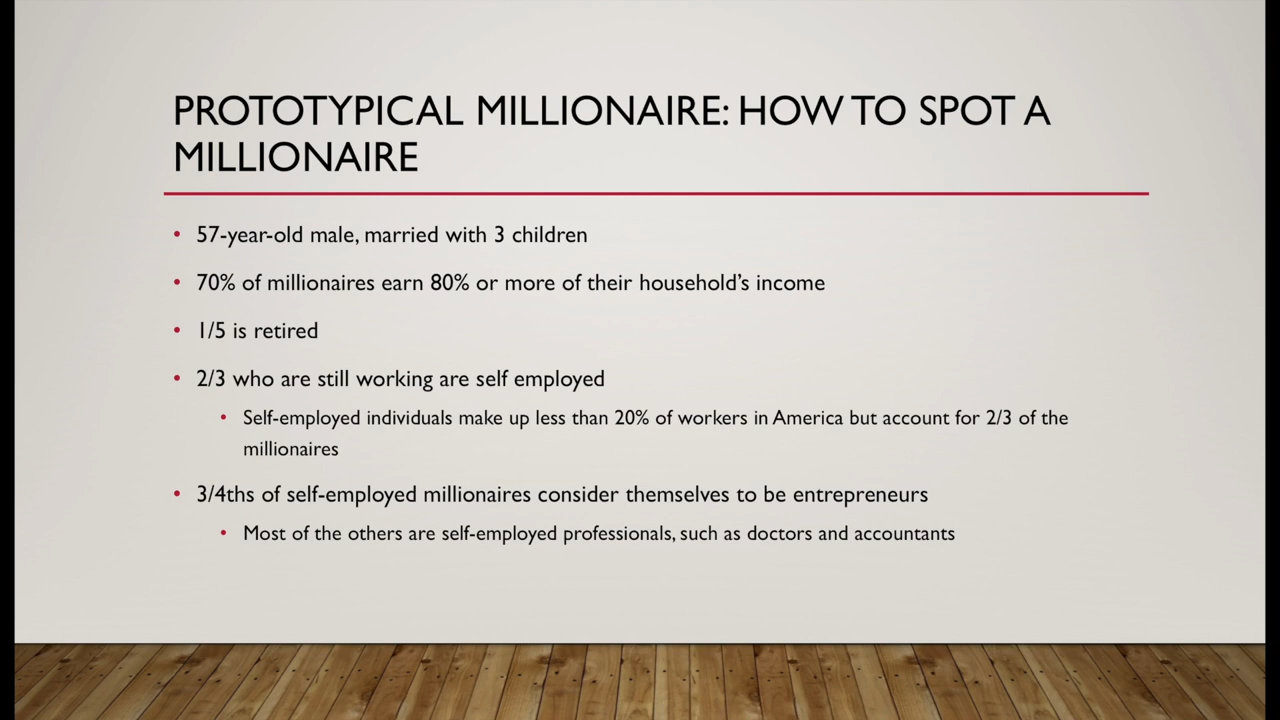 PROTOTYPICAL MILLIONAIRE: HOW TO SPOT A
MILLIONAIRE
• 57-year-old male, married with 3 children
• 70% of millionaires earn 80% or more of their household's income
• 1/5 is retired
• 2/3 who are still working are self employed
• Self-employed individuals make up less than 20% of workers in America but account for 2/3 of the
millionaires
• 3/4ths of self-employed millionaires consider themselves to be entrepreneurs
• Most of the others are self-employed professionals, such as doctors and accountants